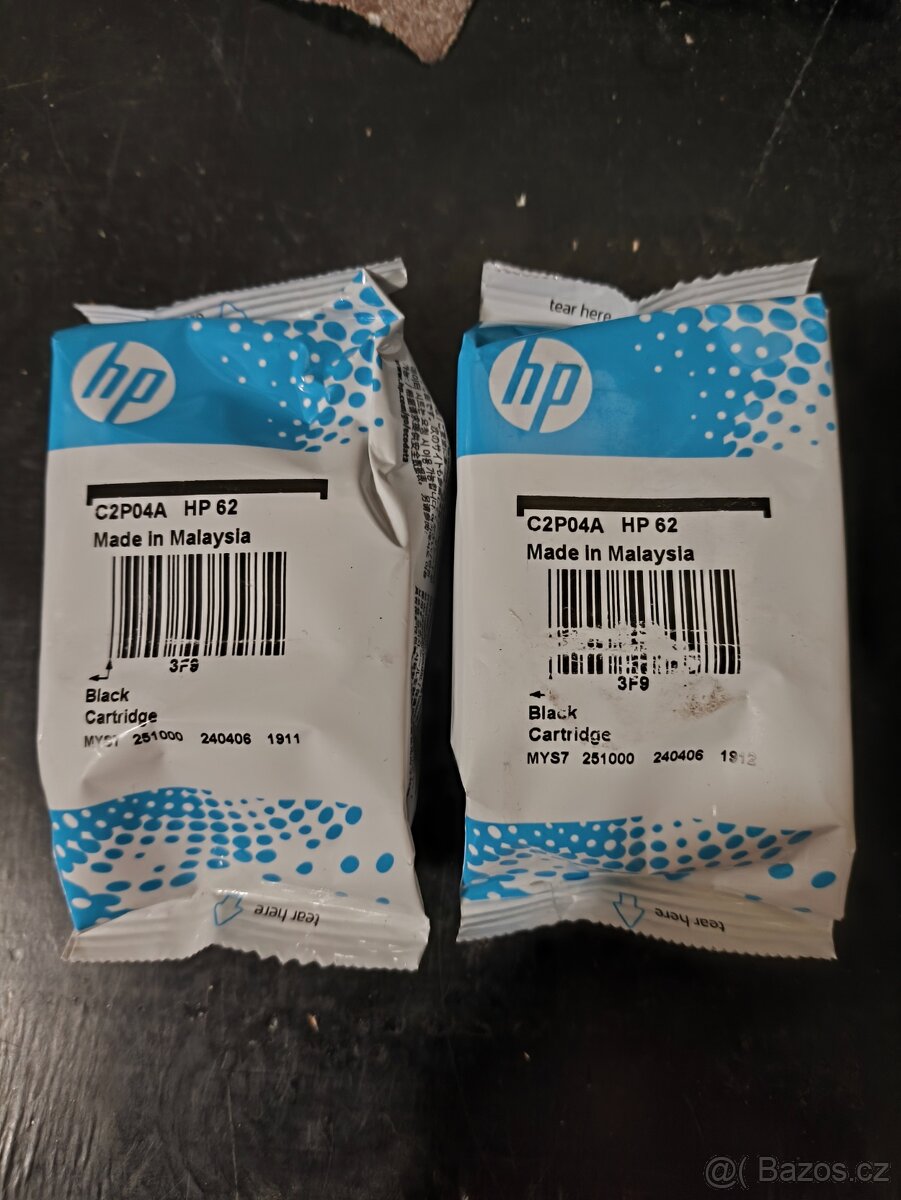 hp
C2P04A HP 62
Made in Malaysia
3F9
Black
Cartridge
MYS7 251000 240406 1911
tear here
tear here
hp
C2P04A HP 62
Made in Malaysia
3F9
Black
Cartridge
MYS7 251000 240406
tear here
@( Bazos.cz